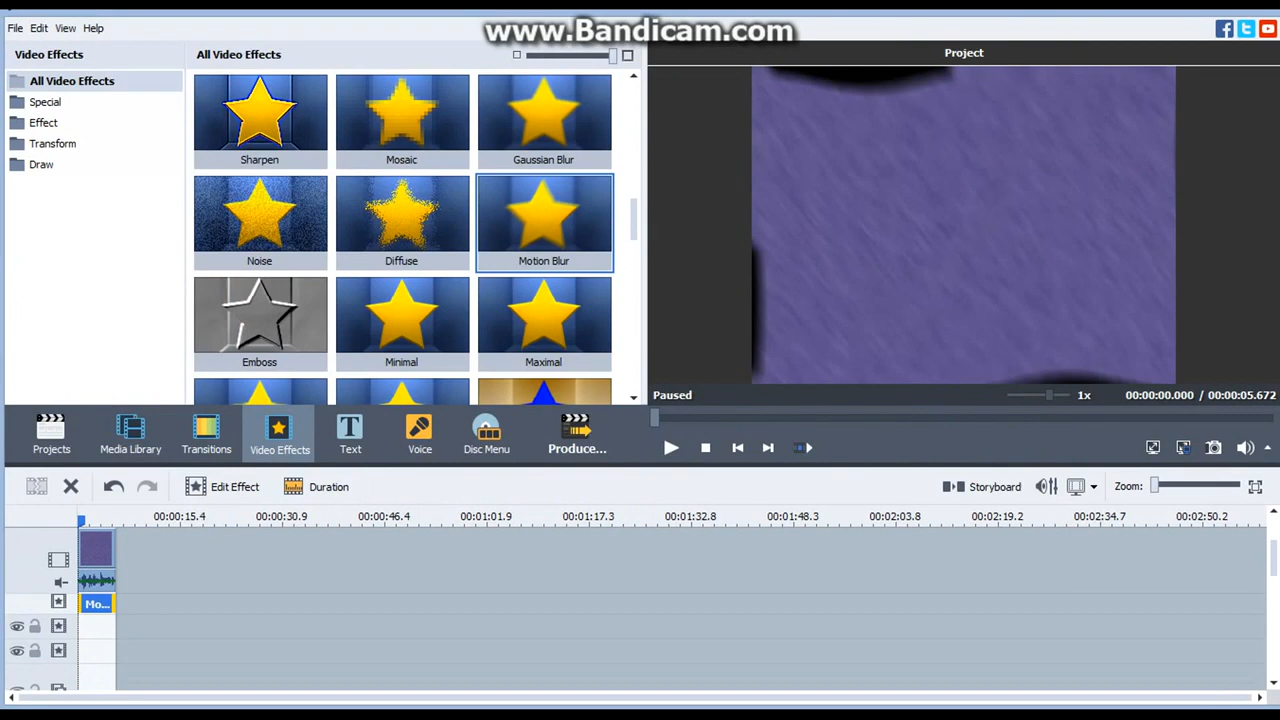 www.Bandicam.com
File Edit View Help
Video Effects
All Video Effects
Project
All Video Effects
Special
Effect
Transform
Draw
Sharpen
Mosaic
Gaussian Blur
Noise
Diffuse
Motion Blur
Emboss
Minimal
Maximal
Paused
1x
00:00:00.000 / 00:00:05.672
Projects
Media Library
Transitions
Video Effects
Text
Voice
Disc Menu
Produce...
Edit Effect
Duration
Storyboard
Zoom:
00:00:15.4 00:00:30.9 00:00:46.4 00:01:01.9 00:01:17.3 00:01:32.8 00:01:48.3 00:02:03.8 00:02:19.2 00:02:34.7 00:02:50.2
Mo...